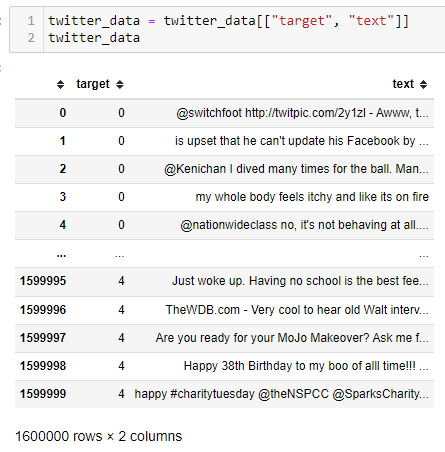 1 twitter_data = twitter_data[["target", "text"]]
2 twitter_data
target text
0 0 @switchfoot http://twitpic.com/2y1zl - Awww, t...
1 0 is upset that he can't update his Facebook by ...
2 0 @Kenichan I dived many times for the ball. Man...
3 0 my whole body feels itchy and like its on fire
4 0 @nationwideclass no, it's not behaving at all....
... ... ...
1599995 4 Just woke up. Having no school is the best fee...
1599996 4 TheWDB.com - Very cool to hear old Walt interv...
1599997 4 Are you ready for your MoJo Makeover? Ask me f...
1599998 4 Happy 38th Birthday to my boo of alll time!!! ...
1599999 4 happy #charitytuesday @theNSPCC @SparksCharity...
1600000 rows × 2 columns